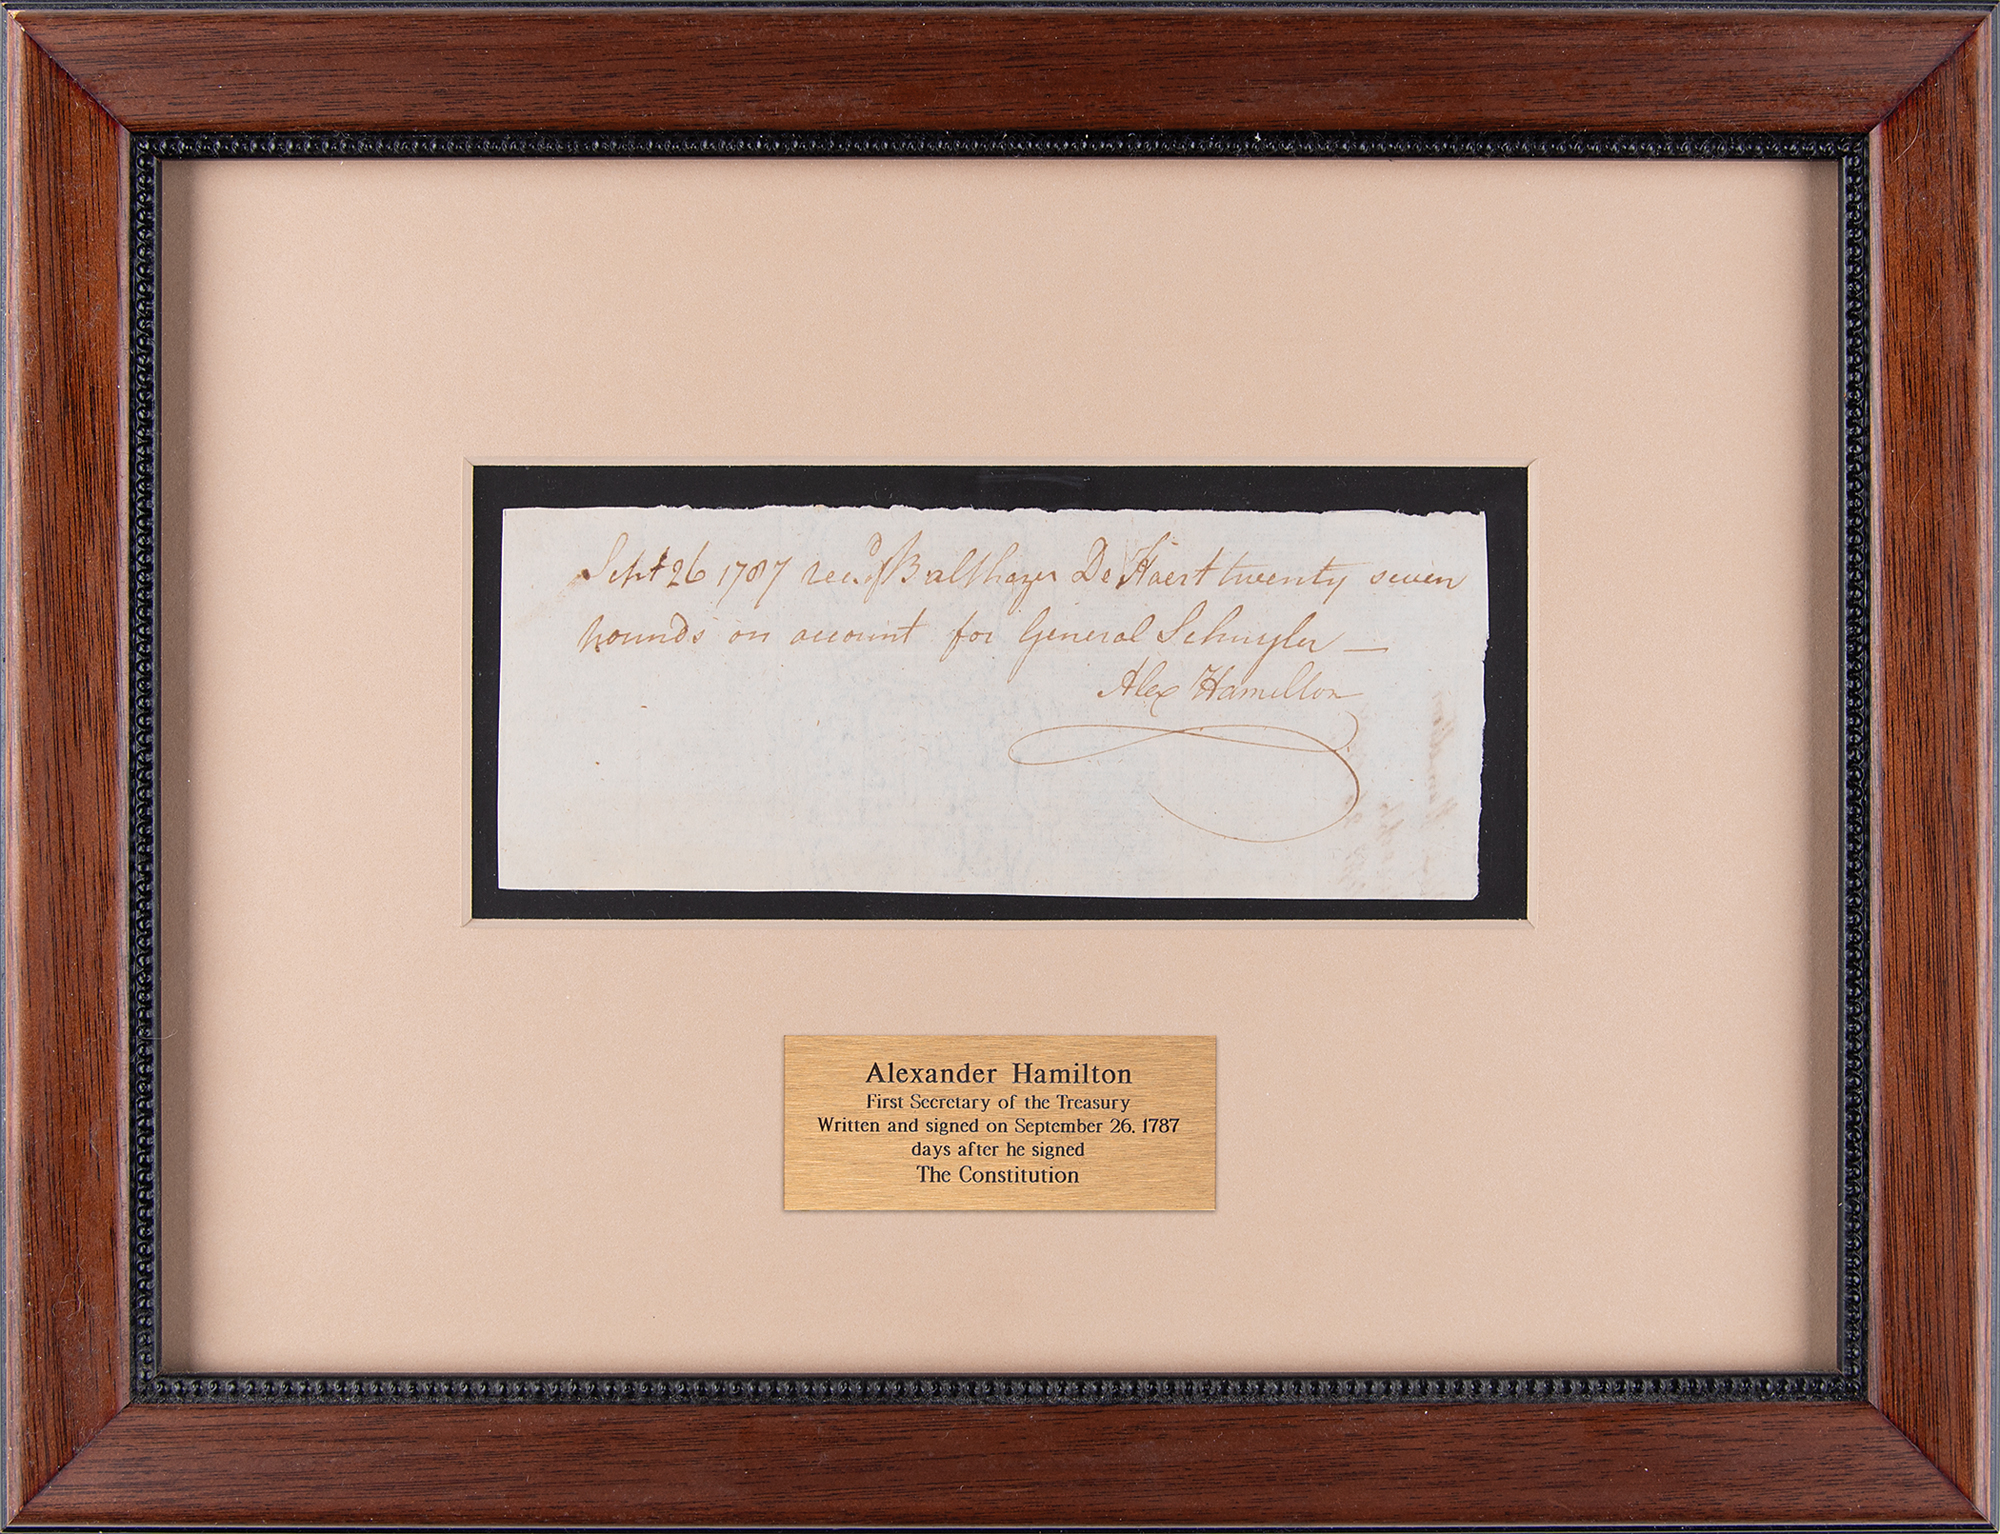 Sept 26 1787 recd of Balthazer De Haert twenty seven
pounds on account for General Schuyler —
Alex Hamilton
Alexander Hamilton
First Secretary of the Treasury
Written and signed on September 26, 1787
days after he signed
The Constitution